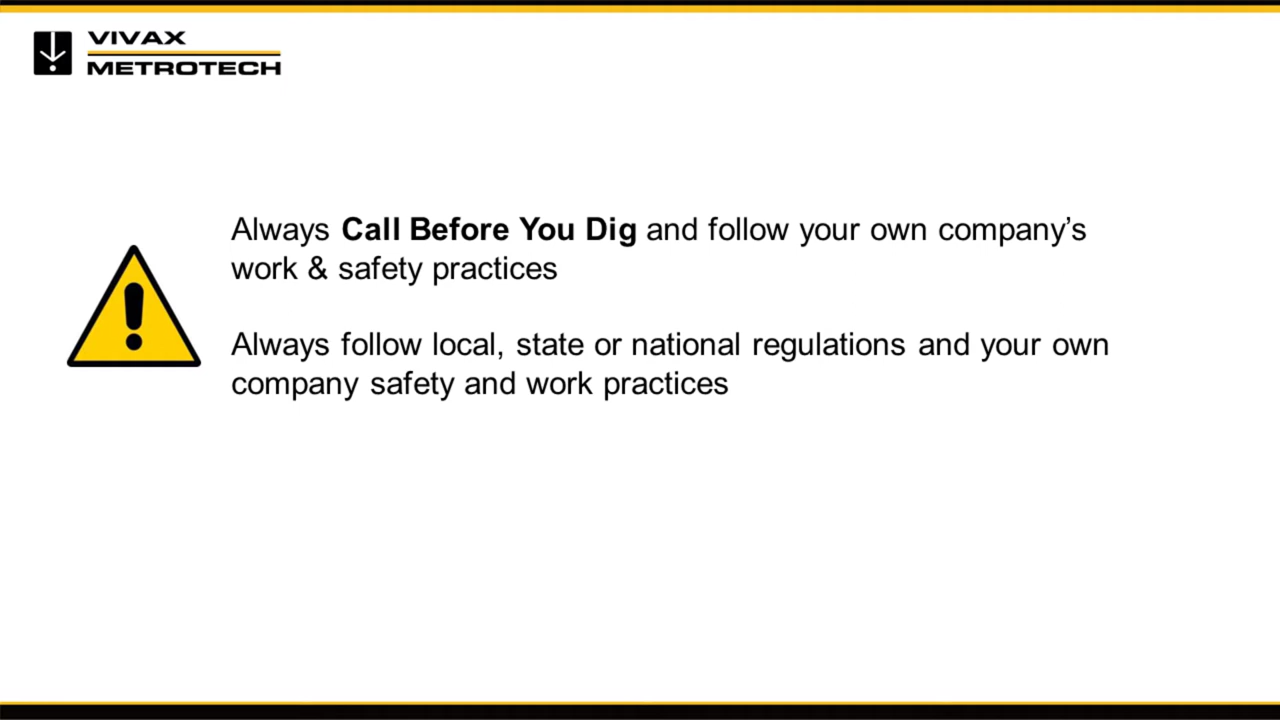 VIVAX
METROTECH
Always Call Before You Dig and follow your own company’s
work & safety practices
Always follow local, state or national regulations and your own
company safety and work practices